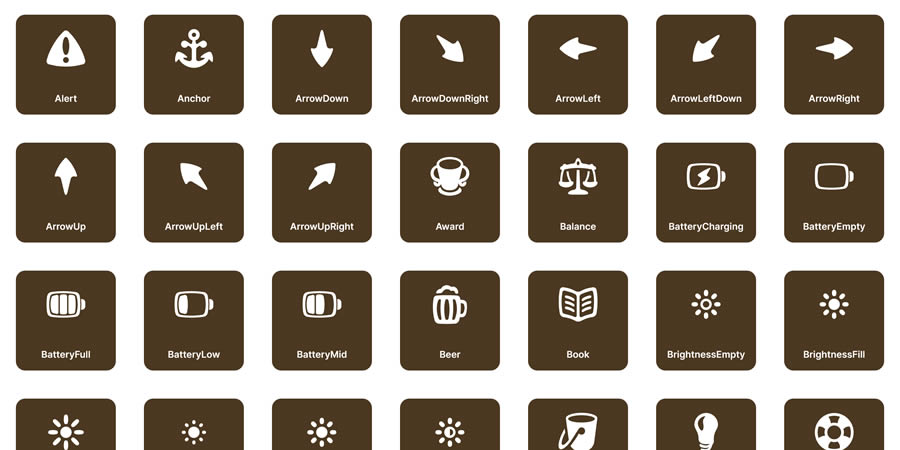 Alert
Anchor
ArrowDown
ArrowDownRight
ArrowLeft
ArrowLeftDown
ArrowRight
ArrowUp
ArrowUpLeft
ArrowUpRight
Award
Balance
BatteryCharging
BatteryEmpty
BatteryFull
BatteryLow
BatteryMid
Beer
Book
BrightnessEmpty
BrightnessFill